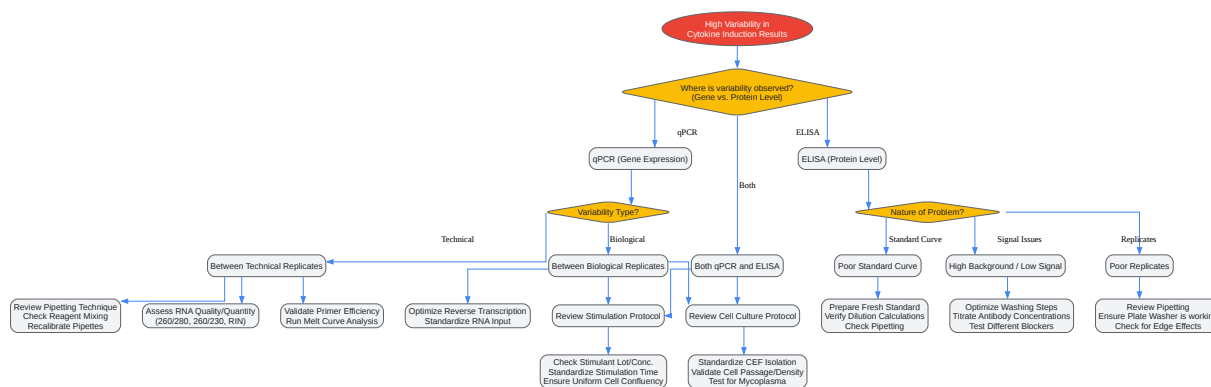 High Variability in
Cytokine Induction Results
Where is variability observed?
(Gene vs. Protein Level)
qPCR
ELISA
qPCR (Gene Expression)
ELISA (Protein Level)
Both
Variability Type?
Nature of Problem?
Technical
Biological
Standard Curve
Signal Issues
Replicates
Between Technical Replicates
Between Biological Replicates
Both qPCR and ELISA
Poor Standard Curve
High Background / Low Signal
Poor Replicates
Review Pipetting Technique
Check Reagent Mixing
Recalibrate Pipettes
Assess RNA Quality/Quantity
(260/280, 260/230, RIN)
Validate Primer Efficiency
Run Melt Curve Analysis
Optimize Reverse Transcription
Standardize RNA Input
Review Stimulation Protocol
Review Cell Culture Protocol
Prepare Fresh Standard
Verify Dilution Calculations
Check Pipetting
Optimize Washing Steps
Titrate Antibody Concentrations
Test Different Blockers
Review Pipetting
Ensure Plate Washer is working
Check for Edge Effects
Check Stimulant Lot/Conc.
Standardize Stimulation Time
Ensure Uniform Cell Confluency
Standardize CEF Isolation
Validate Cell Passage/Density
Test for Mycoplasma